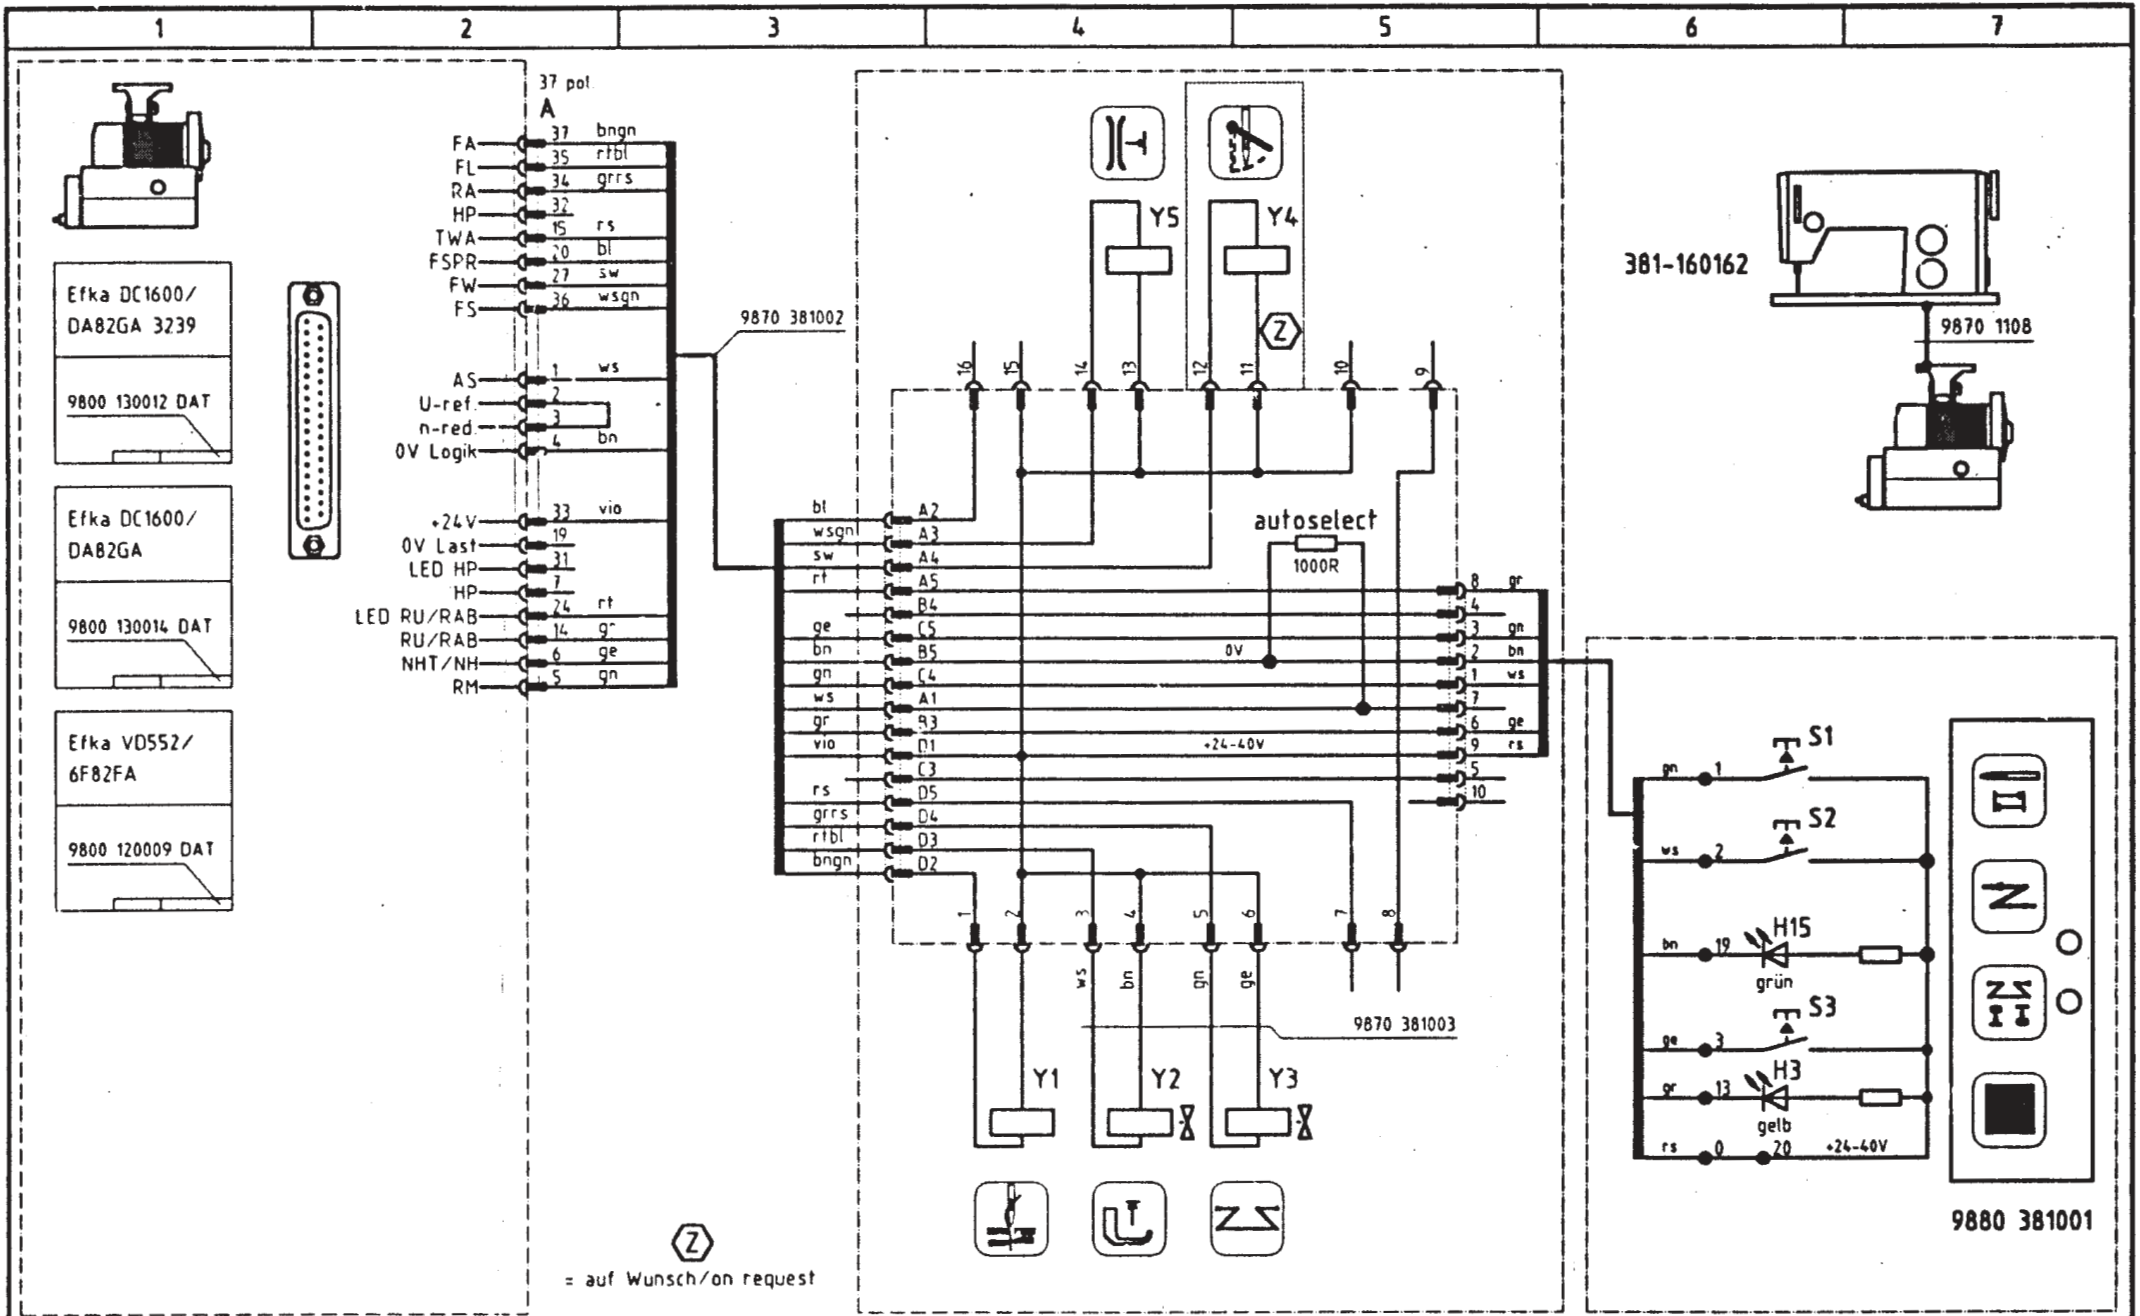 1 2 3 4 5 6 7
37 pol.
A
FA 37 bngn
FL 35 rtbl
RA 34 grrs
HP 32
TWA 15 rs
FSPR 20 bl
FW 27 sw
FS 36 wsgn
AS 1 ws
U-ref. 2
n-red. 3
0V Logik 4 bn
+24V 33 vio
0V Last 19
LED HP 31
HP 7
LED RU/RAB 24 rt
RU/RAB 14 gr
NHT/NH 6 ge
RM 5 gn
Efka DC1600/
DA82GA 3239
9800 130012 DAT
Efka DC1600/
DA82GA
9800 130014 DAT
Efka VD552/
6F82FA
9800 120009 DAT
9870 381002
Z
= auf Wunsch/on request
Y5 Y4
Z
16 15 14 13 12 11 10 9
autoselect
1000R
bl A2
wsgn A3
sw A4
rt A5 8 gr
B4 4
ge C5 3 gn
bn B5 0V 2 bn
gn C4 1 ws
ws A1 7
gr B3 6 ge
vio D1 +24-40V 9 rs
C3 5
rs D5 10
grrs D4
rtbl D3
bngn D2
1 2 3 4 5 6 7 8
ws bn gn ge
9870 381003
Y1 Y2 Y3
381-160162
9870 1108
gn 1 S1
ws 2 S2
bn 19 H15
grün
ge 3 S3
gr 13 H3
gelb
rs 0 20 +24-40V
9880 381001